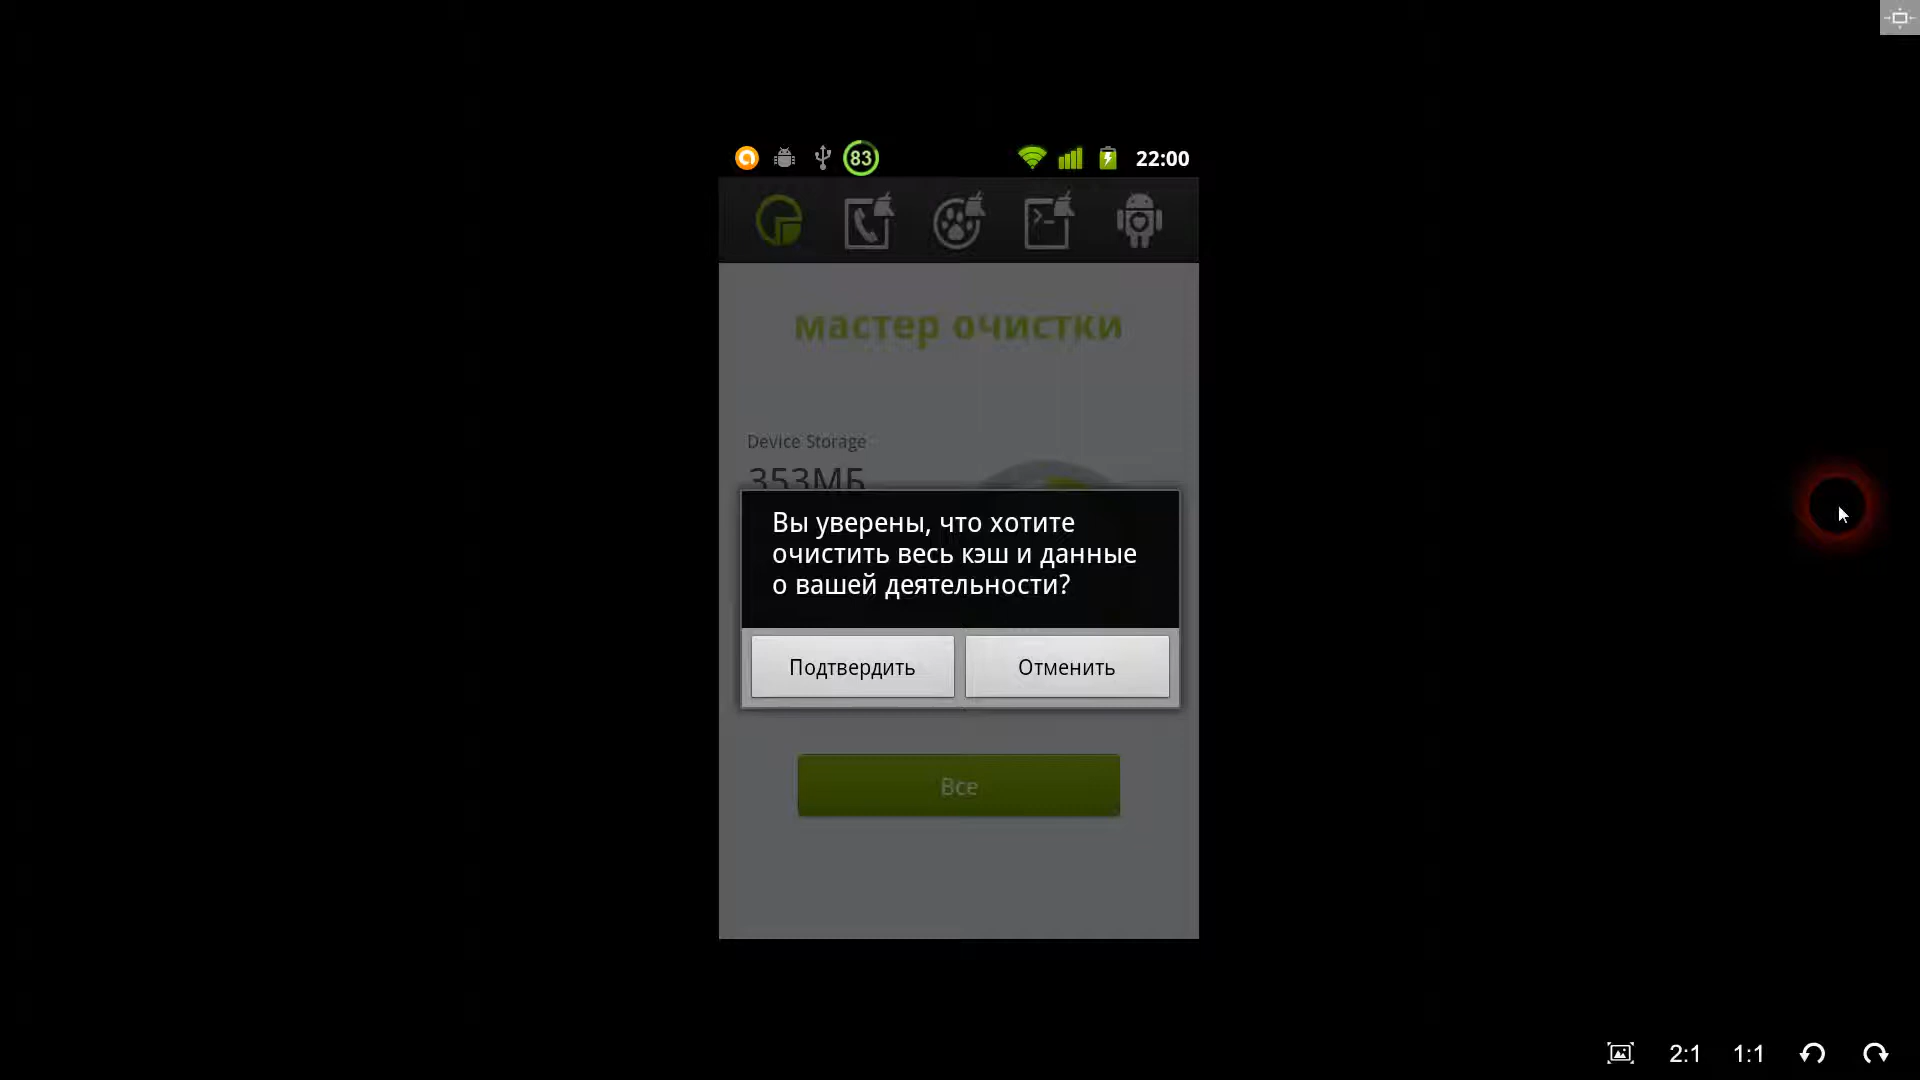 83
22:00
мастер очистки
Device Storage
353МБ
Вы уверены, что хотите
очистить весь кэш и данные
о вашей деятельности?
Подтвердить
Отменить
Все
2:1
1:1